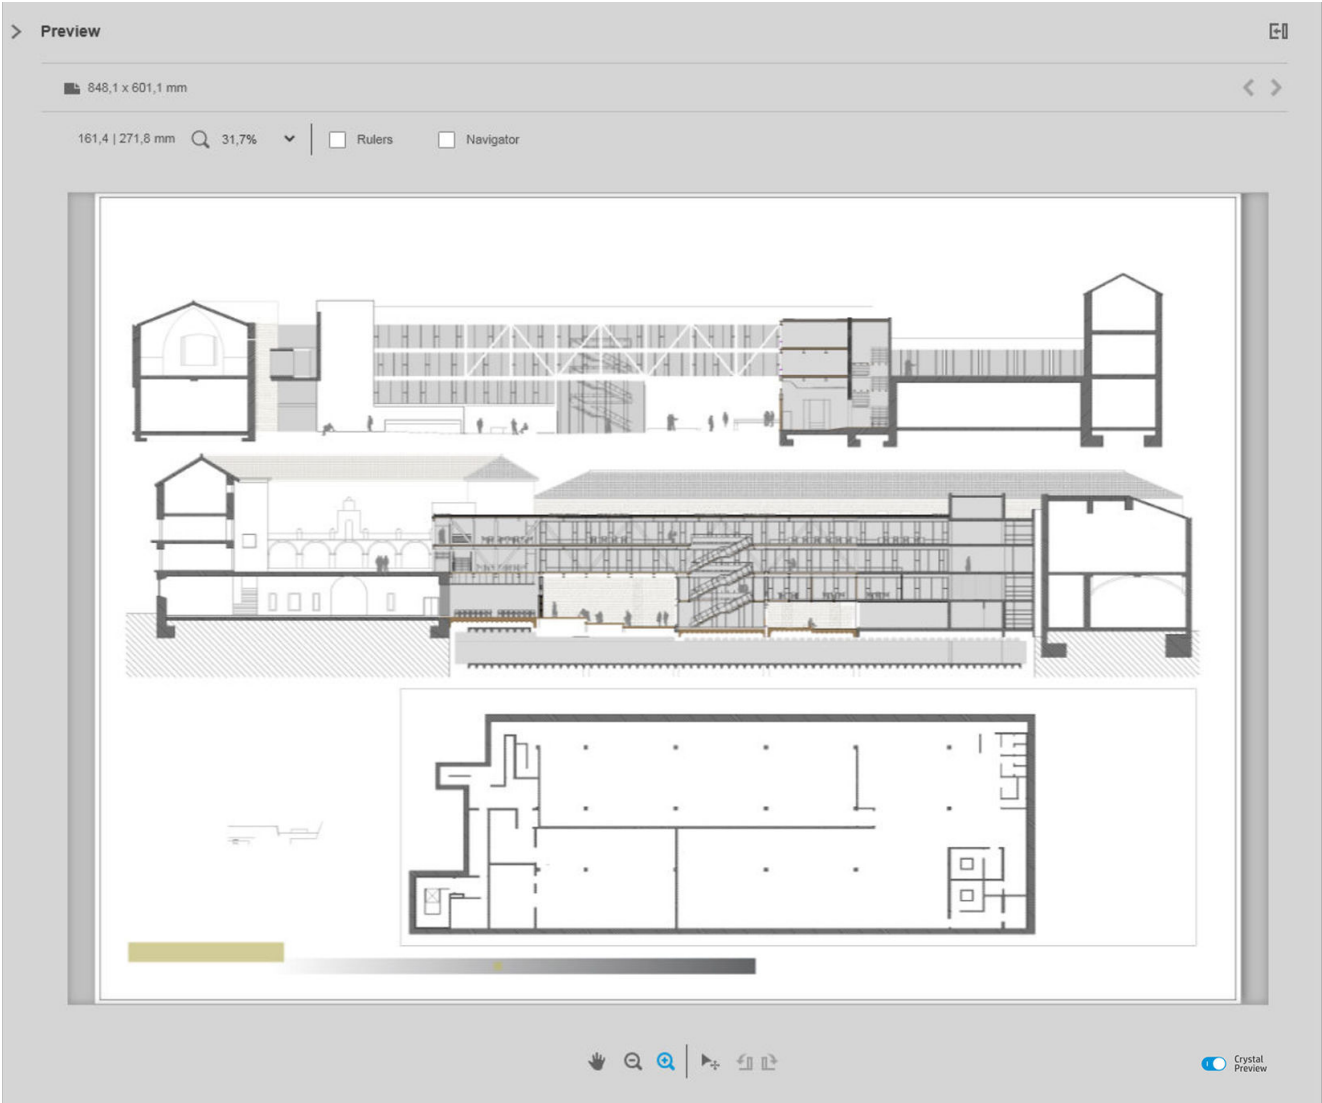 Preview
848,1 x 601,1 mm
161,4 | 271,8 mm 31,7% Rulers Navigator
Crystal
Preview